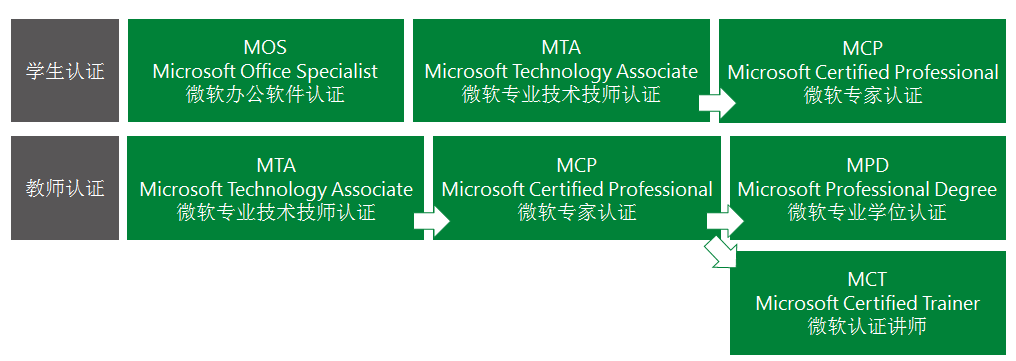 学生认证
MOS
Microsoft Office Specialist
微软办公软件认证
MTA
Microsoft Technology Associate
微软专业技术技师认证
MCP
Microsoft Certified Professional
微软专家认证
教师认证
MTA
Microsoft Technology Associate
微软专业技术技师认证
MCP
Microsoft Certified Professional
微软专家认证
MPD
Microsoft Professional Degree
微软专业学位认证
MCT
Microsoft Certified Trainer
微软认证讲师